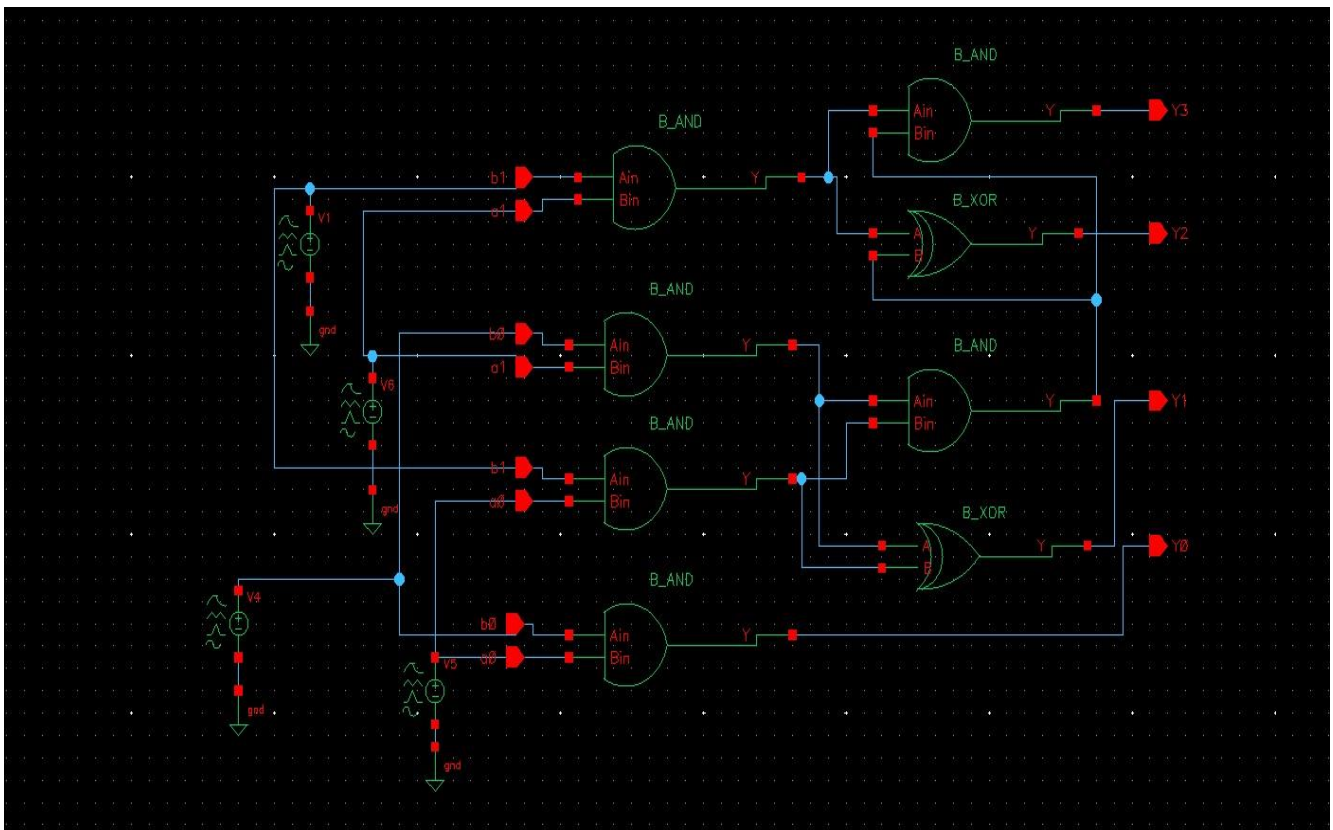 B_AND
Ain
Y
Y3
Bin
B_AND
b1
Ain
Y
a1
Bin
V1
B_XOR
A
Y
Y2
B
gnd
B_AND
b0
Ain
Y
a1
Bin
V6
B_AND
Ain
Y
Y1
Bin
B_AND
b1
Ain
Y
a0
Bin
gnd
B_XOR
A
Y
Y0
B
B_AND
V4
b0
Ain
Y
a0
Bin
V5
gnd
gnd